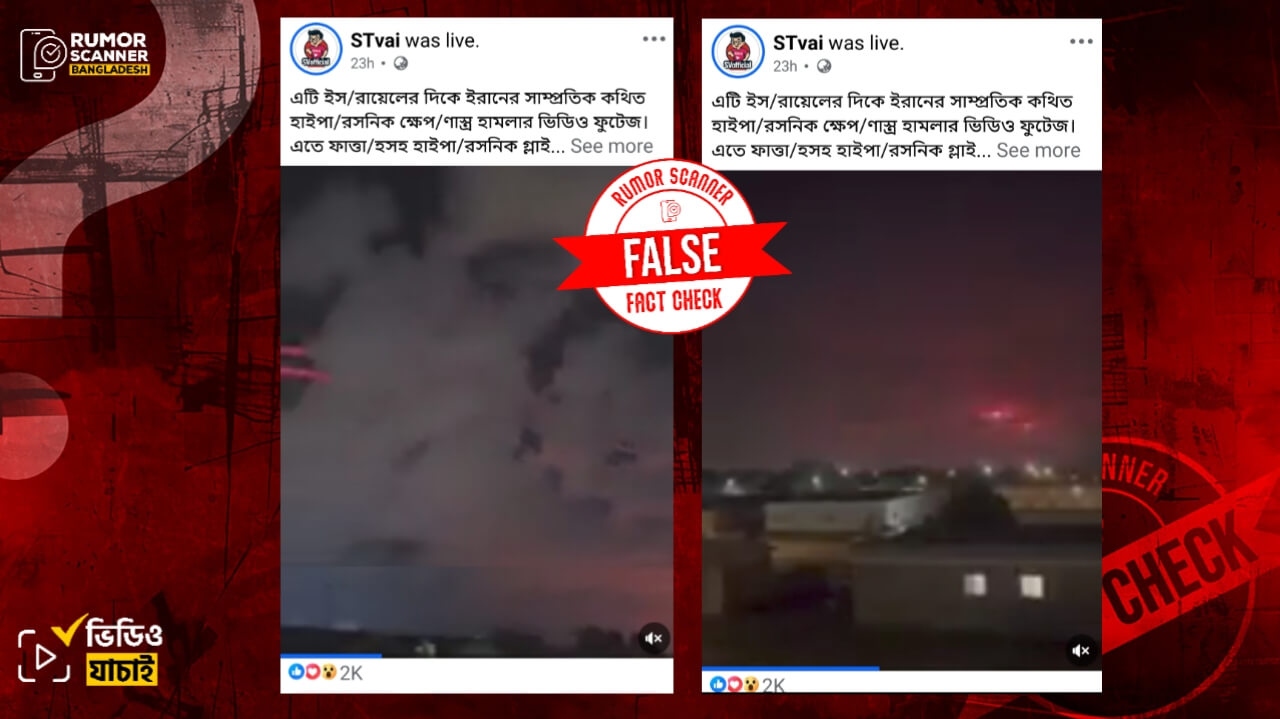 RUMOR
SCANNER
BANGLADESH
STvai was live.
23h
এটি ইস/রায়েলের দিকে ইরানের সাম্প্রতিক কথিত
হাইপা/রসনিক ক্ষেপ/ণাস্ত্র হামলার ভিডিও ফুটেজ।
এতে ফাত্তা/হসহ হাইপা/রসনিক গ্লাই... See more
2K
STvai was live.
23h
এটি ইস/রায়েলের দিকে ইরানের সাম্প্রতিক কথিত
হাইপা/রসনিক ক্ষেপ/ণাস্ত্র হামলার ভিডিও ফুটেজ।
এতে ফাত্তা/হসহ হাইপা/রসনিক গ্লাই... See more
2K
RUMOR SCANNER
FALSE
FACT CHECK
NNER
CHECK
ভিডিও
যাচাই